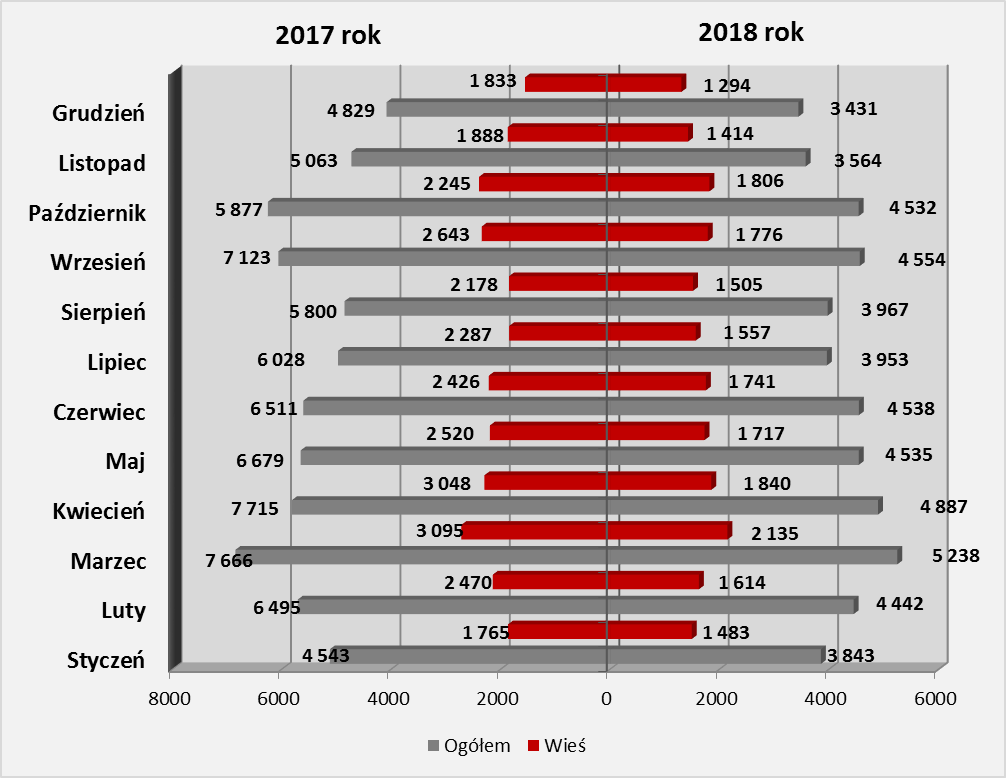 2017 rok 2018 rok
1 833 1 294
Grudzień 4 829 3 431
1 888 1 414
Listopad 5 063 3 564
2 245 1 806
Październik 5 877 4 532
2 643 1 776
Wrzesień 7 123 4 554
2 178 1 505
Sierpień 5 800 3 967
2 287 1 557
Lipiec 6 028 3 953
2 426 1 741
Czerwiec 6 511 4 538
2 520 1 717
Maj 6 679 4 535
3 048 1 840
Kwiecień 7 715 4 887
3 095 2 135
Marzec 7 666 5 238
2 470 1 614
Luty 6 495 4 442
1 765 1 483
Styczeń 4 543 3 843
8000 6000 4000 2000 0 2000 4000 6000
Ogółem Wieś